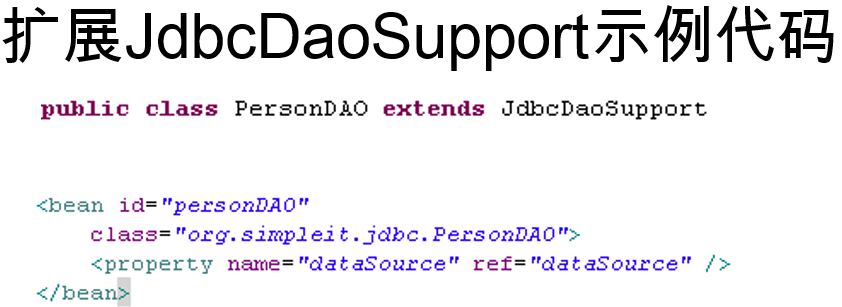 扩展JdbcDaoSupport示例代码
public class PersonDAO extends JdbcDaoSupport
<bean id="personDAO"
class="org.simpleit.jdbc.PersonDAO">
<property name="dataSource" ref="dataSource" />
</bean>